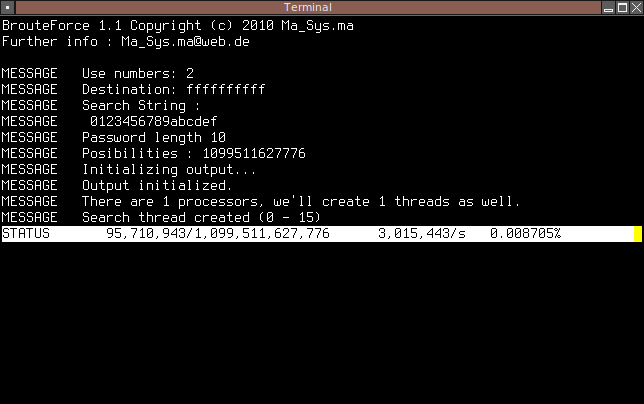 Terminal
BrouteForce 1.1 Copyright (c) 2010 Ma_Sys.ma
Further info : Ma_Sys.ma@web.de
MESSAGE   Use numbers: 2
MESSAGE   Destination: ffffffffff
MESSAGE   Search String :
MESSAGE    0123456789abcdef
MESSAGE   Password length 10
MESSAGE   Posibilities : 1099511627776
MESSAGE   Initializing output...
MESSAGE   Output initialized.
MESSAGE   There are 1 processors, we'll create 1 threads as well.
MESSAGE   Search thread created (0 - 15)
STATUS       95,710,943/1,099,511,627,776      3,015,443/s   0.008705%